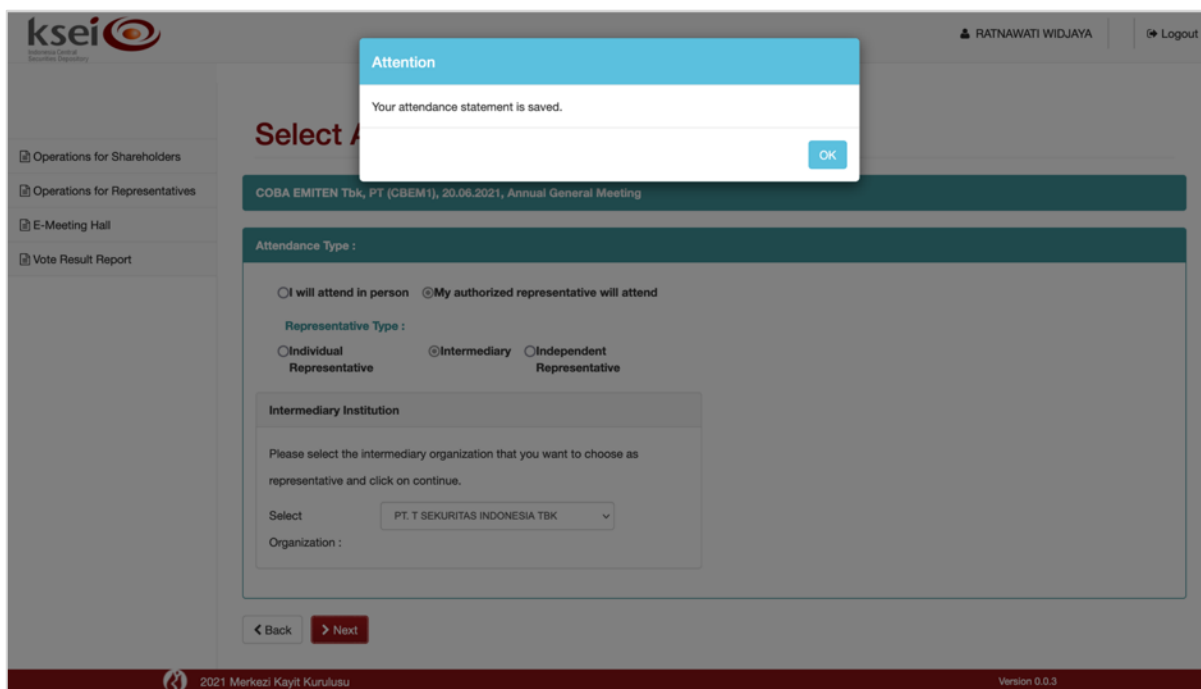 ksei
Indonesia Central
Securities Depository
RATNAWATI WIDJAYA
Logout
Attention
Your attendance statement is saved.
OK
Select A
Operations for Shareholders
Operations for Representatives
E-Meeting Hall
Vote Result Report
COBA EMITEN Tbk, PT (CBEM1), 20.06.2021, Annual General Meeting
Attendance Type :
I will attend in person My authorized representative will attend
Representative Type :
Individual Representative
Intermediary
Independent Representative
Intermediary Institution
Please select the intermediary organization that you want to choose as
representative and click on continue.
Select
Organization :
PT. T SEKURITAS INDONESIA TBK
Back
Next
2021 Merkezi Kayit Kurulusu
Version 0.0.3